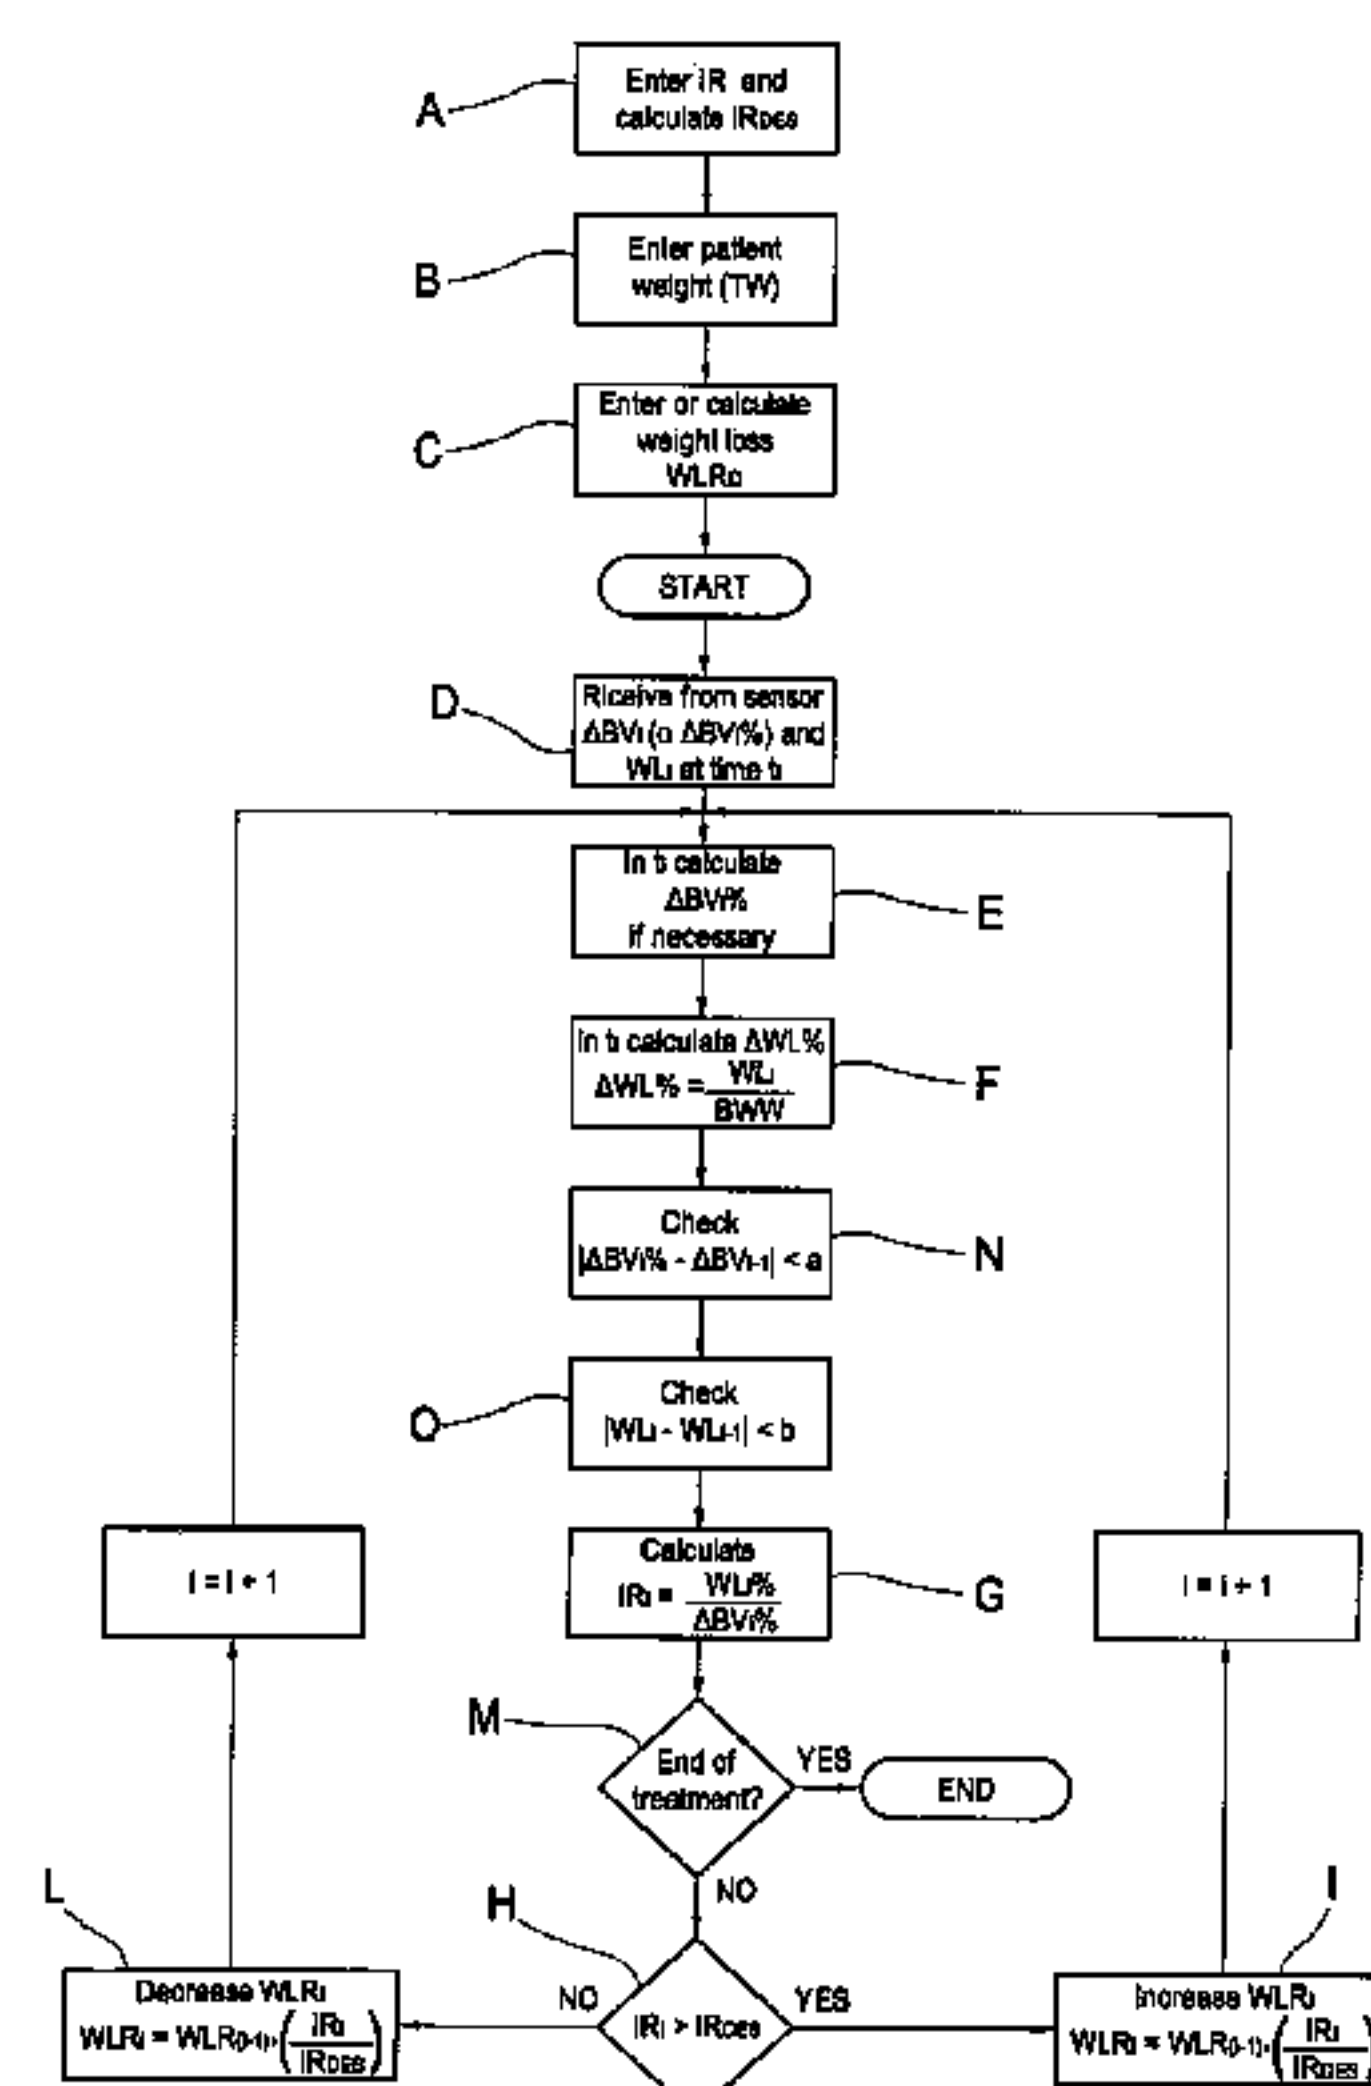 A
Enter IR and
calculate IRDES
B
Enter patient
weight (TW)
C
Enter or calculate
weight loss
WLR0
START
D
Riceive from sensor
ΔBVi (o ΔBVi%) and
WLi at time ti
In ti calculate
ΔBVi%
if necessary
E
In ti calculate ΔWL%
ΔWL% = WLi
BWW
F
Check
|ΔBVi% - ΔBVi-1| < a
N
O
Check
|WLi - WLi-1| < b
i = i + 1
Calculate
IRi = WLi%
ΔBVi%
G
i = i + 1
M
End of
treatment?
YES
END
NO
L
H
I
Decrease WLRi
WLRi = WLR(i-1)·(IRi
IRDES)
NO
IRi > IRDES
YES
Increase WLRi
WLRi = WLR(i-1)·(IRi
IRDES)